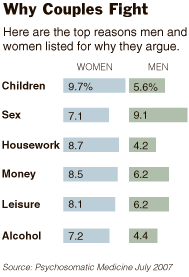 Why Couples Fight
Here are the top reasons men and
women listed for why they argue.
WOMEN MEN
Children 9.7% 5.6%
Sex 7.1 9.1
Housework 8.7 4.2
Money 8.5 6.2
Leisure 8.1 6.2
Alcohol 7.2 4.4
Source: Psychosomatic Medicine July 2007